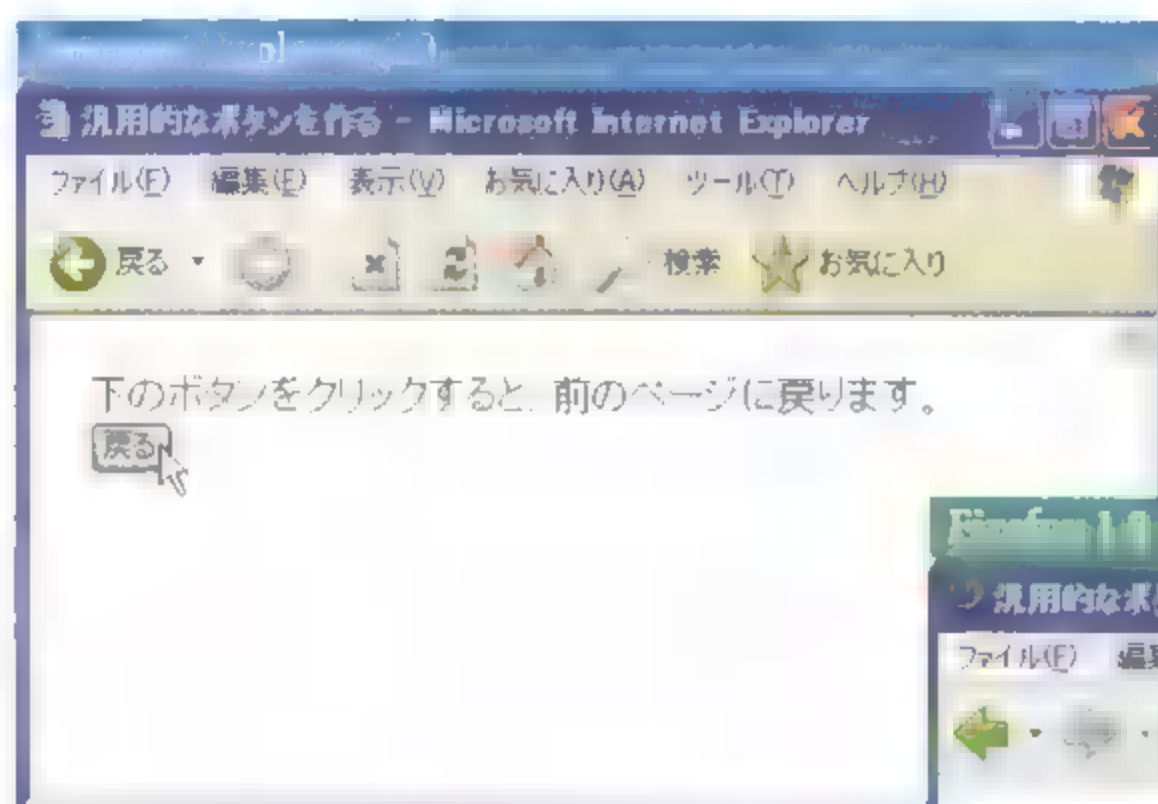 汎用的なボタンを作る - Microsoft Internet Explorer
ファイル(F) 編集(E) 表示(V) お気に入り(A) ツール(T) ヘルプ(H)
戻る 検索 お気に入り
下のボタンをクリックすると、前のページに戻ります。
戻る
汎用的なボ
ファイル(F) 編集